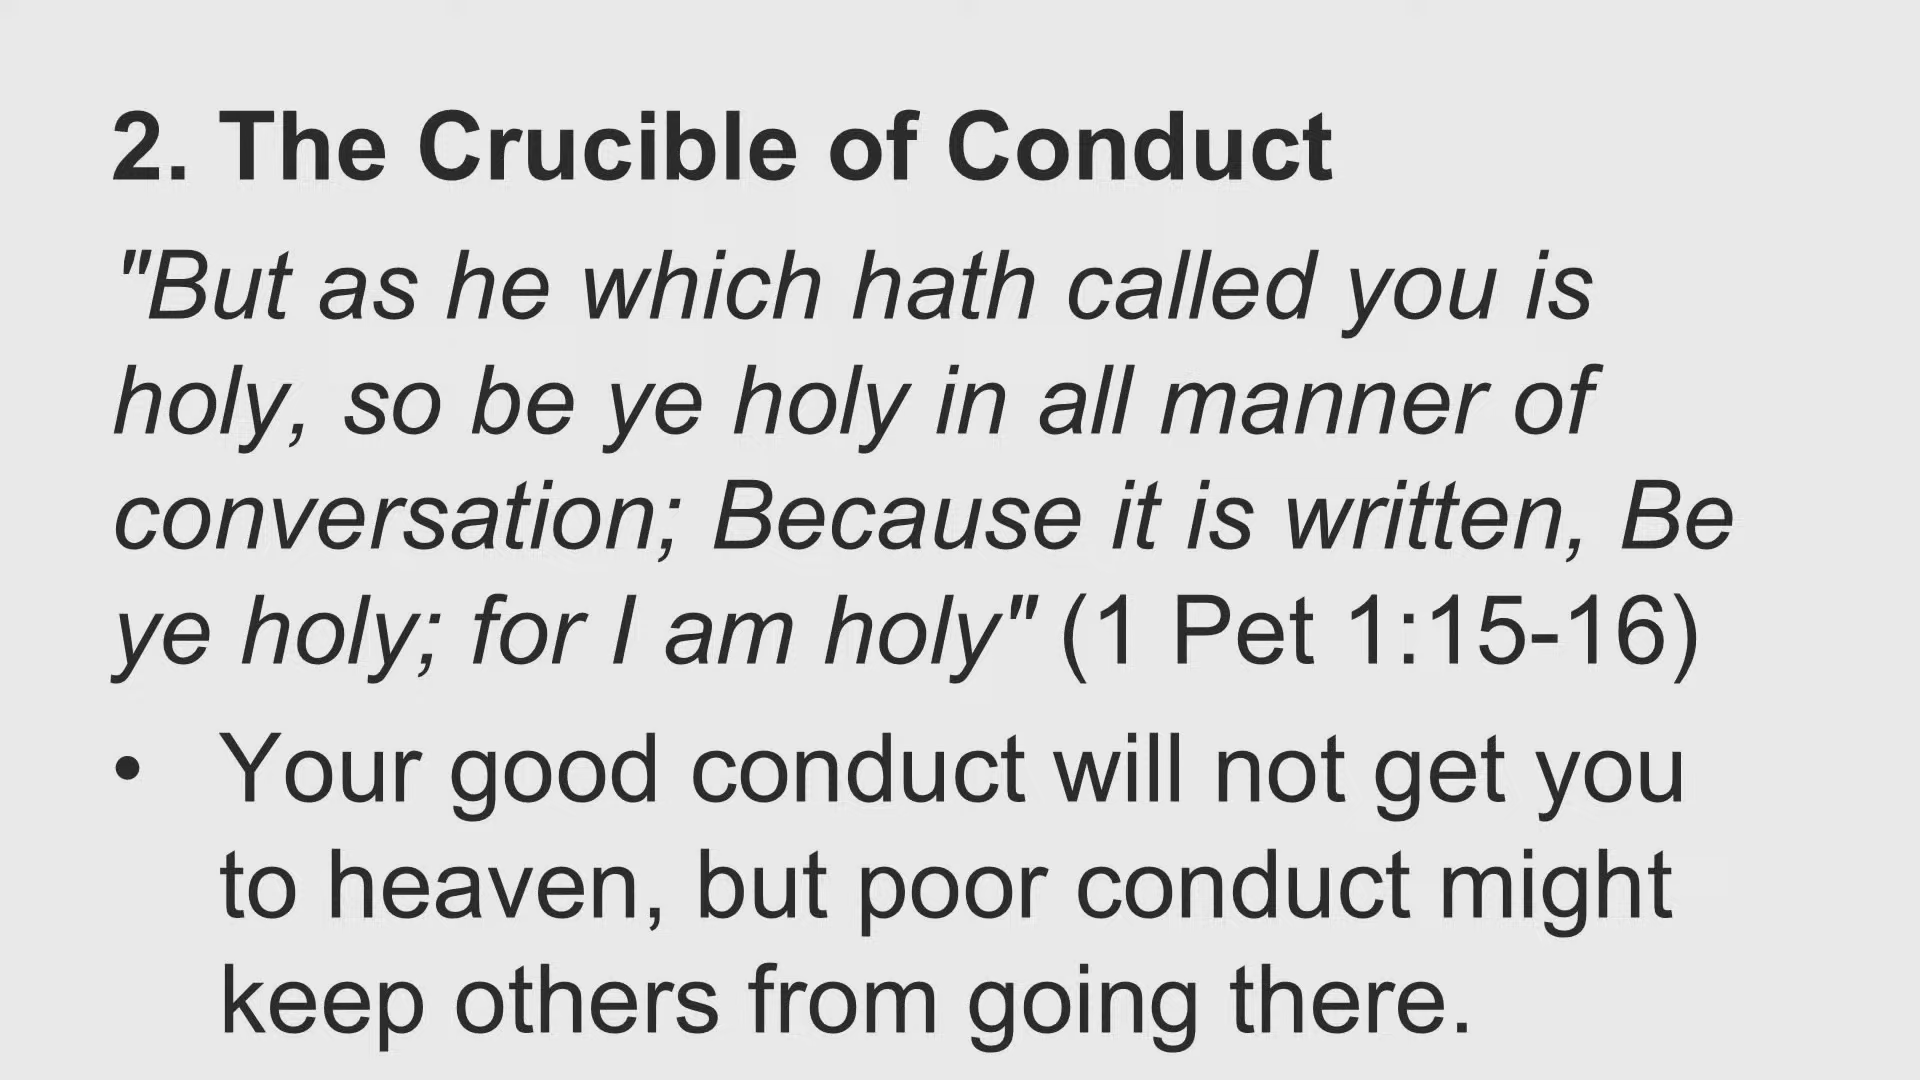 2. The Crucible of Conduct
"But as he which hath called you is
holy, so be ye holy in all manner of
conversation; Because it is written, Be
ye holy; for I am holy" (1 Pet 1:15-16)
• Your good conduct will not get you
to heaven, but poor conduct might
keep others from going there.